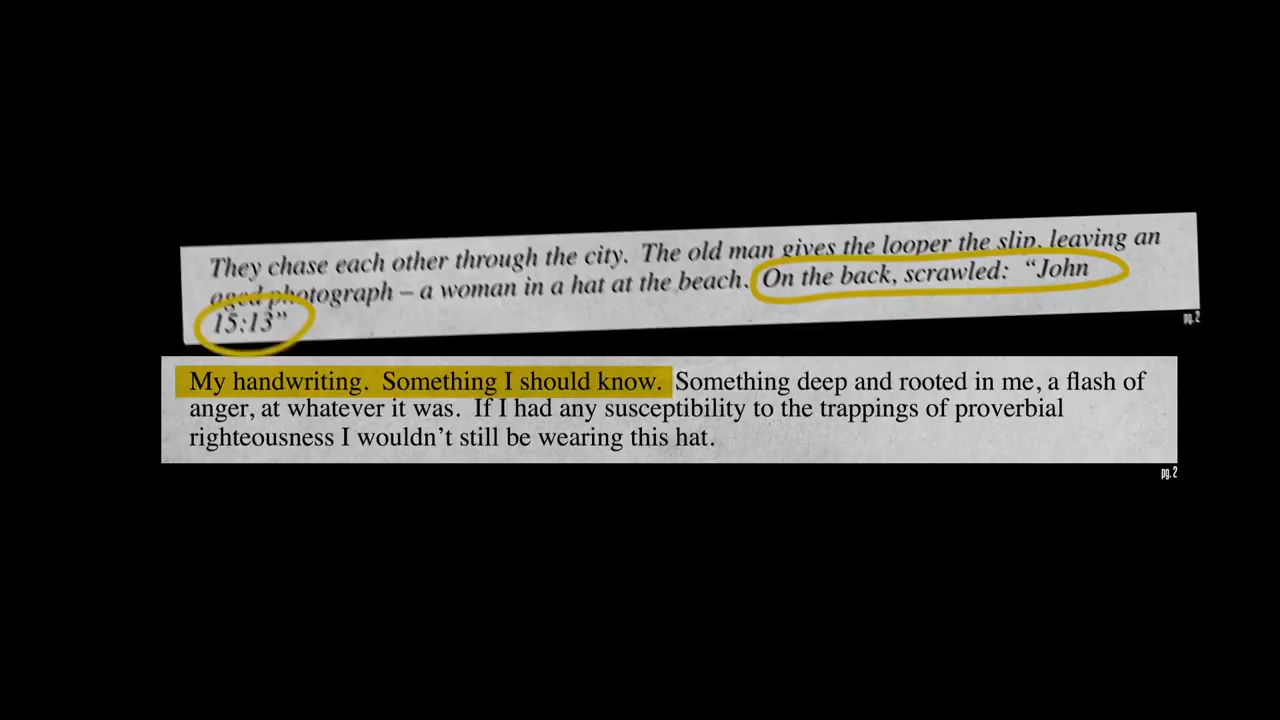 They chase each other through the city. The old man gives the looper the slip, leaving an
aged photograph – a woman in a hat at the beach. On the back, scrawled: “John
15:13”
pg. 2
My handwriting. Something I should know. Something deep and rooted in me, a flash of
anger, at whatever it was. If I had any susceptibility to the trappings of proverbial
righteousness I wouldn’t still be wearing this hat.
pg. 2